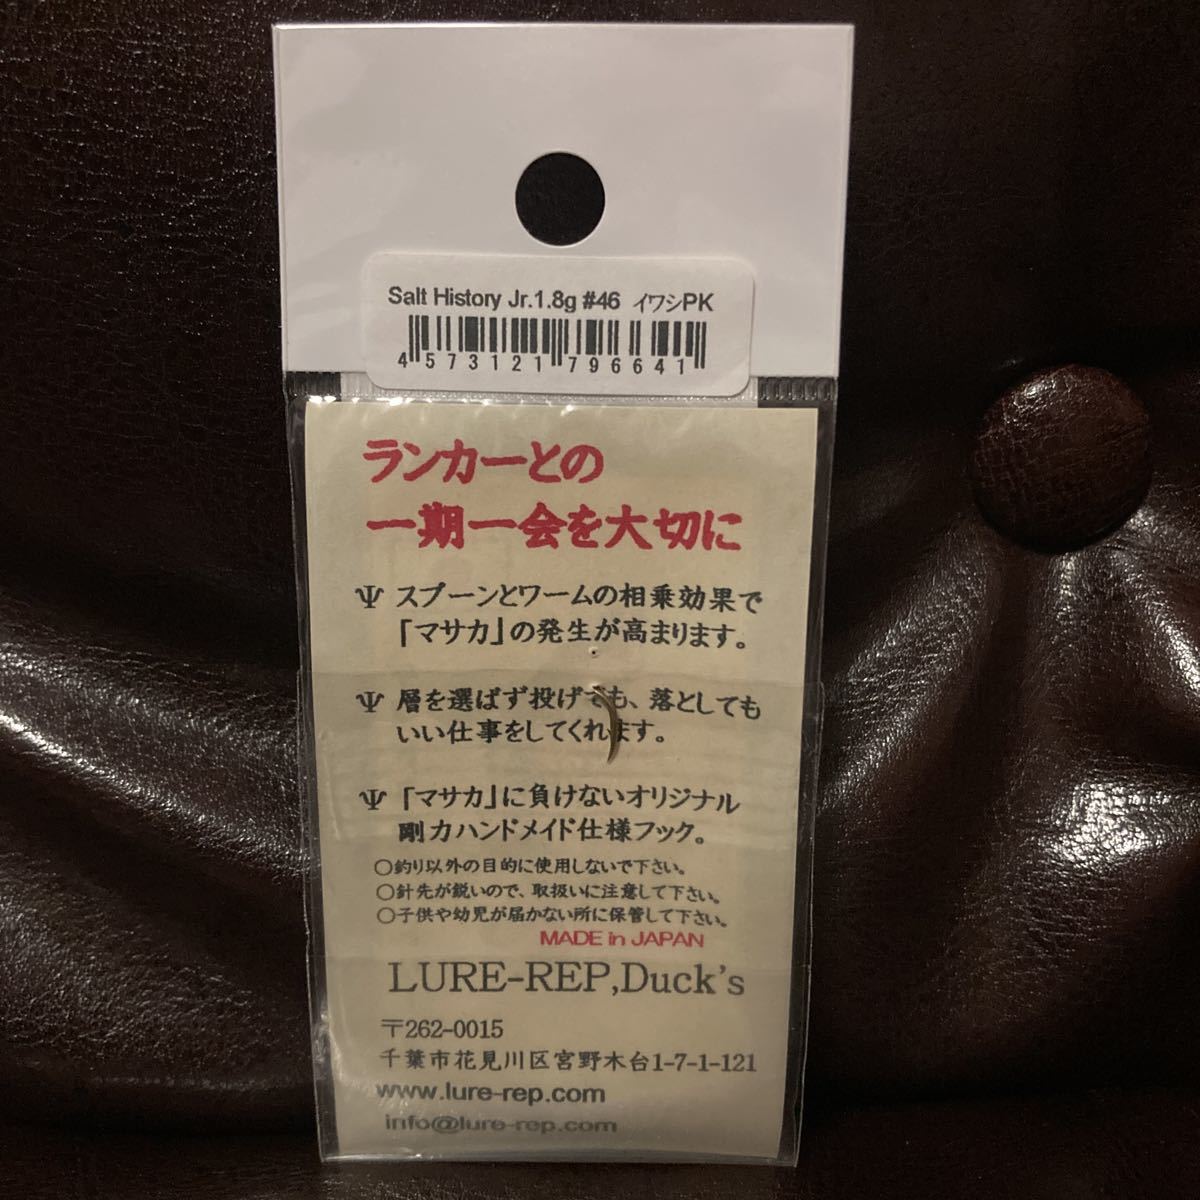 Salt History Jr.1.8g #46 イワシPK
4573121796641
ランカーとの
一期一会を大切に
Ψ スプーンとワームの相乗効果で
「マサカ」の発生が高まります。
Ψ 層を選ばず投げても、落としても
いい仕事をしてくれます。
Ψ 「マサカ」に負けないオリジナル
剛力ハンドメイド仕様フック。
○釣り以外の目的に使用しないで下さい。
○針先が鋭いので、取扱いに注意して下さい。
○子供や幼児が届かない所に保管して下さい。
MADE in JAPAN
LURE-REP,Duck's
〒262-0015
千葉市花見川区宮野木台1-7-1-121
www.lure-rep.com
info@lure-rep.com